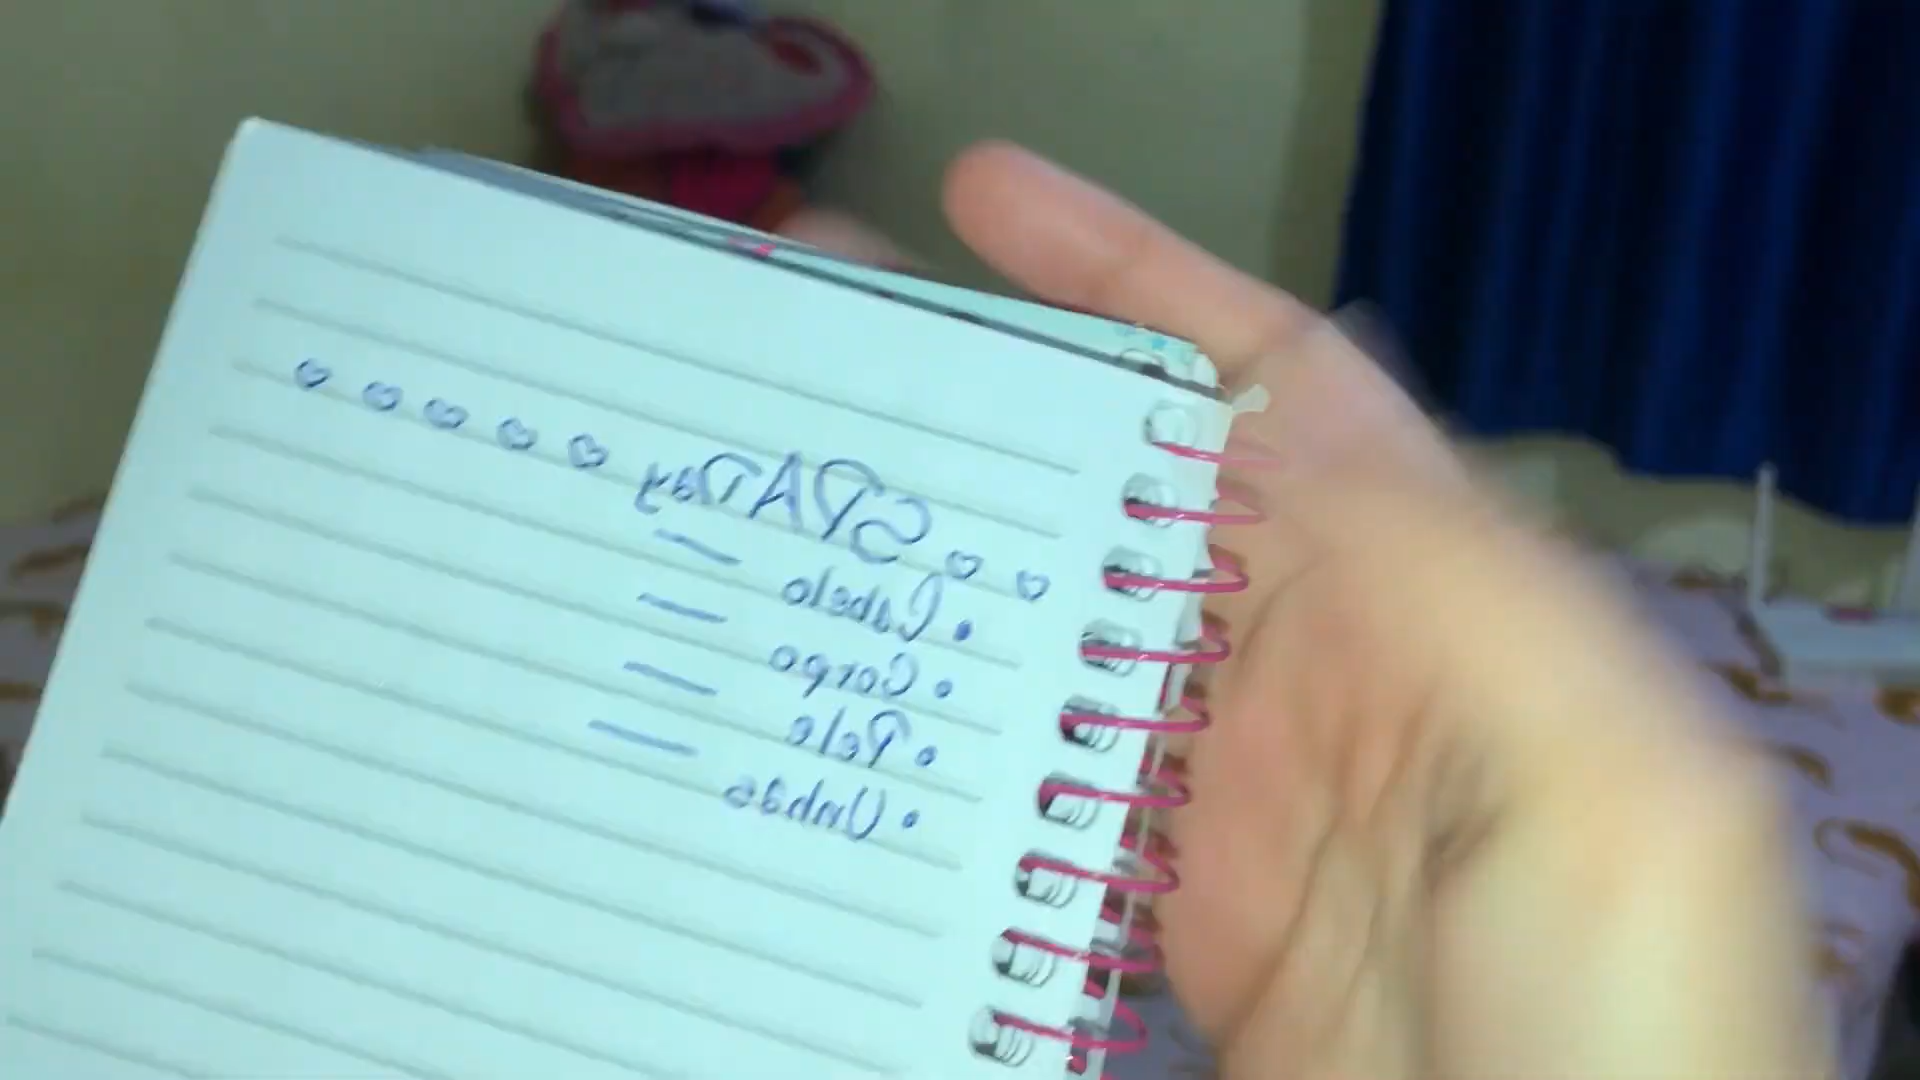 SPA Day
• Cabelo
• Corpo
• Pele
• Unhas